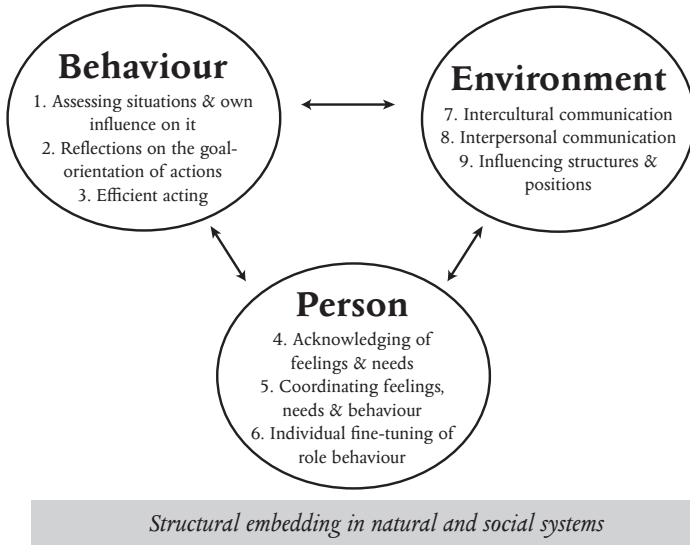 Behaviour
1. Assessing situations & own
influence on it
2. Reflections on the goal-
orientation of actions
3. Efficient acting
Environment
7. Intercultural communication
8. Interpersonal communication
9. Influencing structures &
positions
Person
4. Acknowledging of
feelings & needs
5. Coordinating feelings,
needs & behaviour
6. Individual fine-tuning of
role behaviour
Structural embedding in natural and social systems